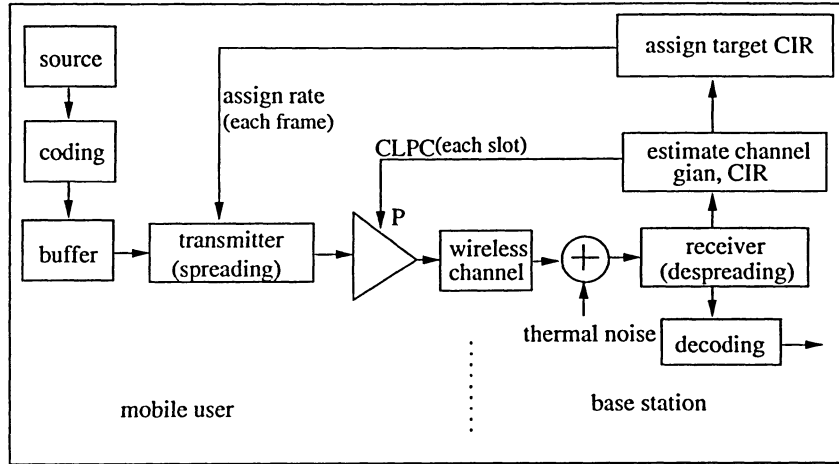 source
assign target CIR
assign rate
(each frame)
coding
CLPC(each slot)
estimate channel
gian, CIR
P
buffer
transmitter
(spreading)
wireless
channel
receiver
(despreading)
thermal noise
decoding
mobile user
base station